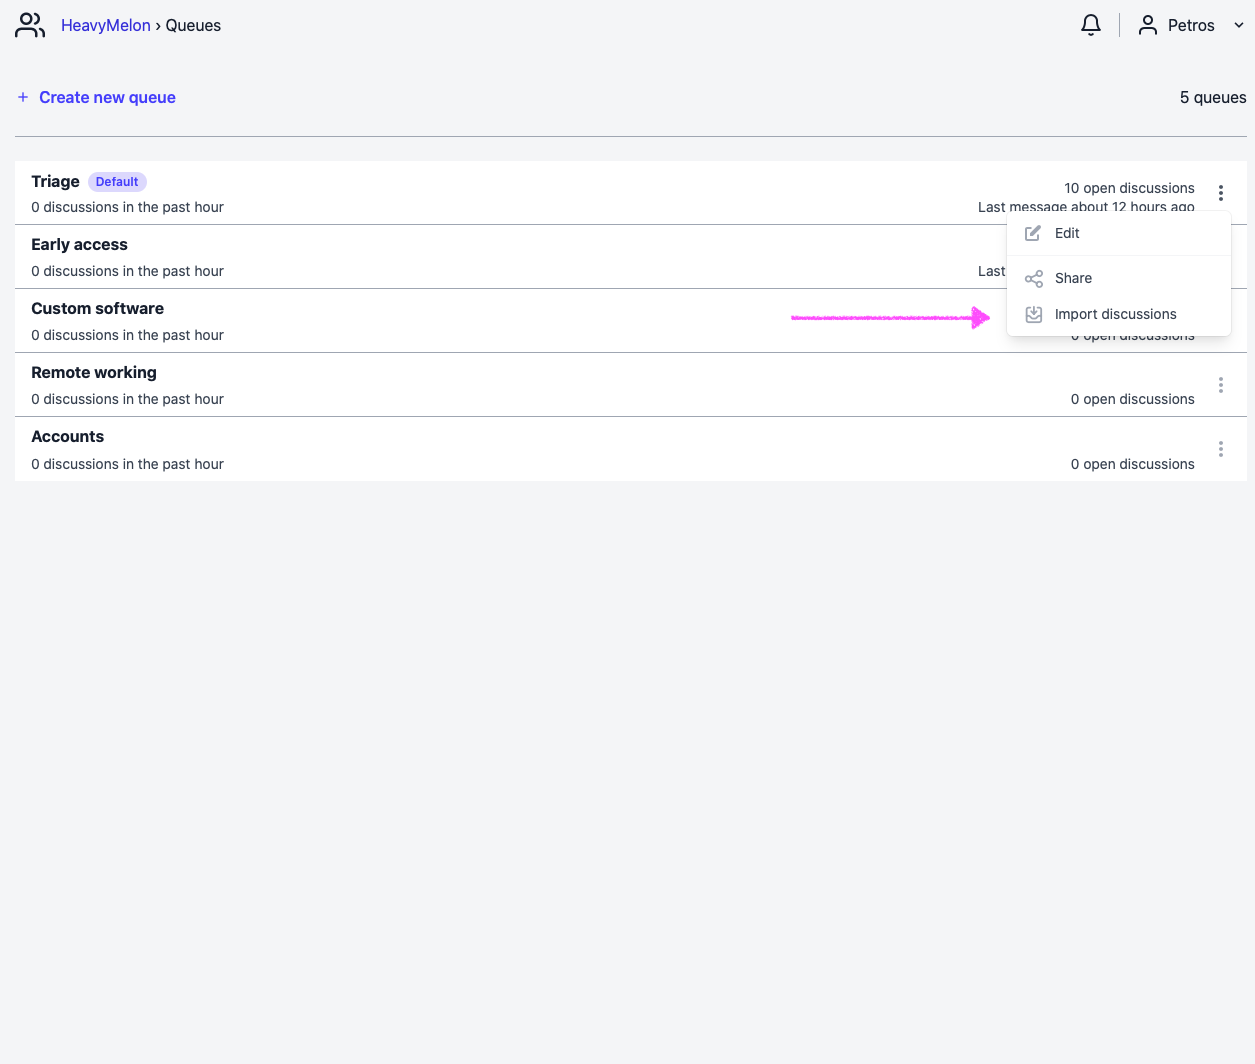 HeavyMelon › Queues
Petros
+ Create new queue
5 queues
Triage Default
10 open discussions
0 discussions in the past hour
Last message about 12 hours ago
Edit
Early access
0 discussions in the past hour
Last
Share
Custom software
Import discussions
0 discussions in the past hour
0 open discussions
Remote working
0 discussions in the past hour
0 open discussions
Accounts
0 discussions in the past hour
0 open discussions